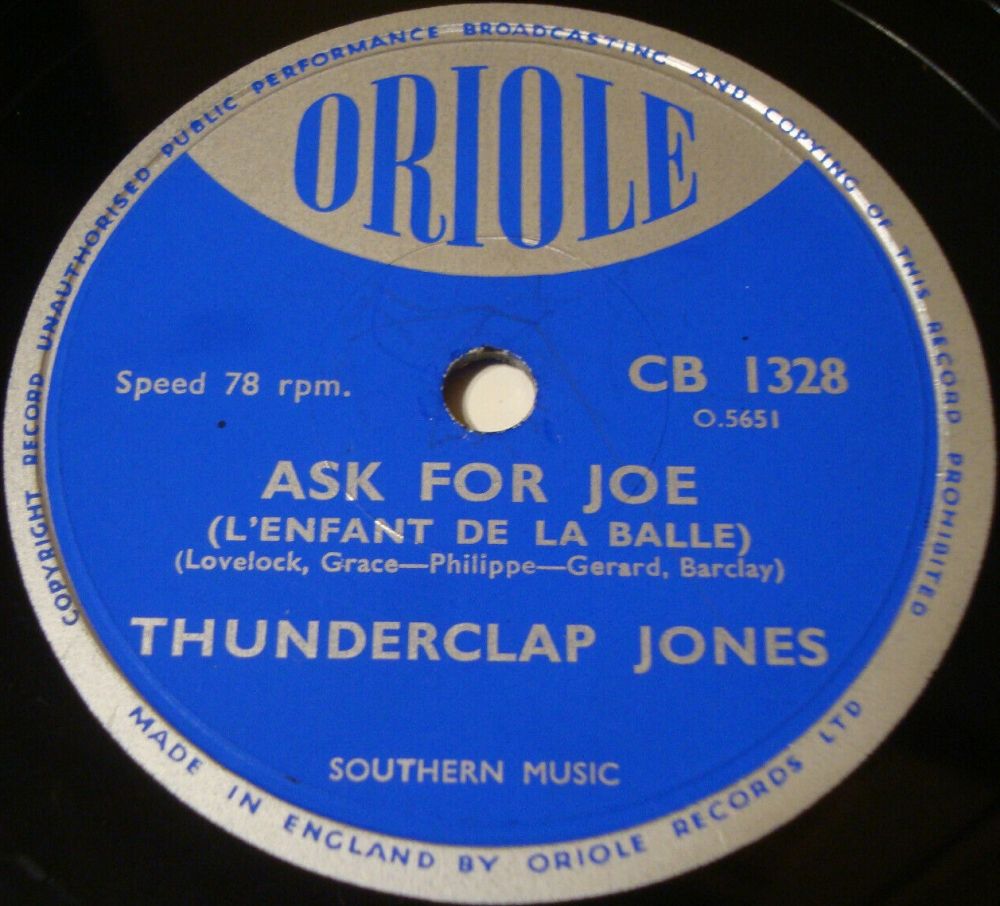 COPYRIGHT RECORD UNAUTHORISED PUBLIC PERFORMANCE BROADCASTING AND COPYING OF THIS RECORD PROHIBITED
ORIOLE
Speed 78 rpm.
CB 1328
O.5651
ASK FOR JOE
(L'ENFANT DE LA BALLE)
(Lovelock, Grace—Philippe—Gerard, Barclay)
THUNDERCLAP JONES
SOUTHERN MUSIC
MADE IN ENGLAND BY ORIOLE RECORDS LTD